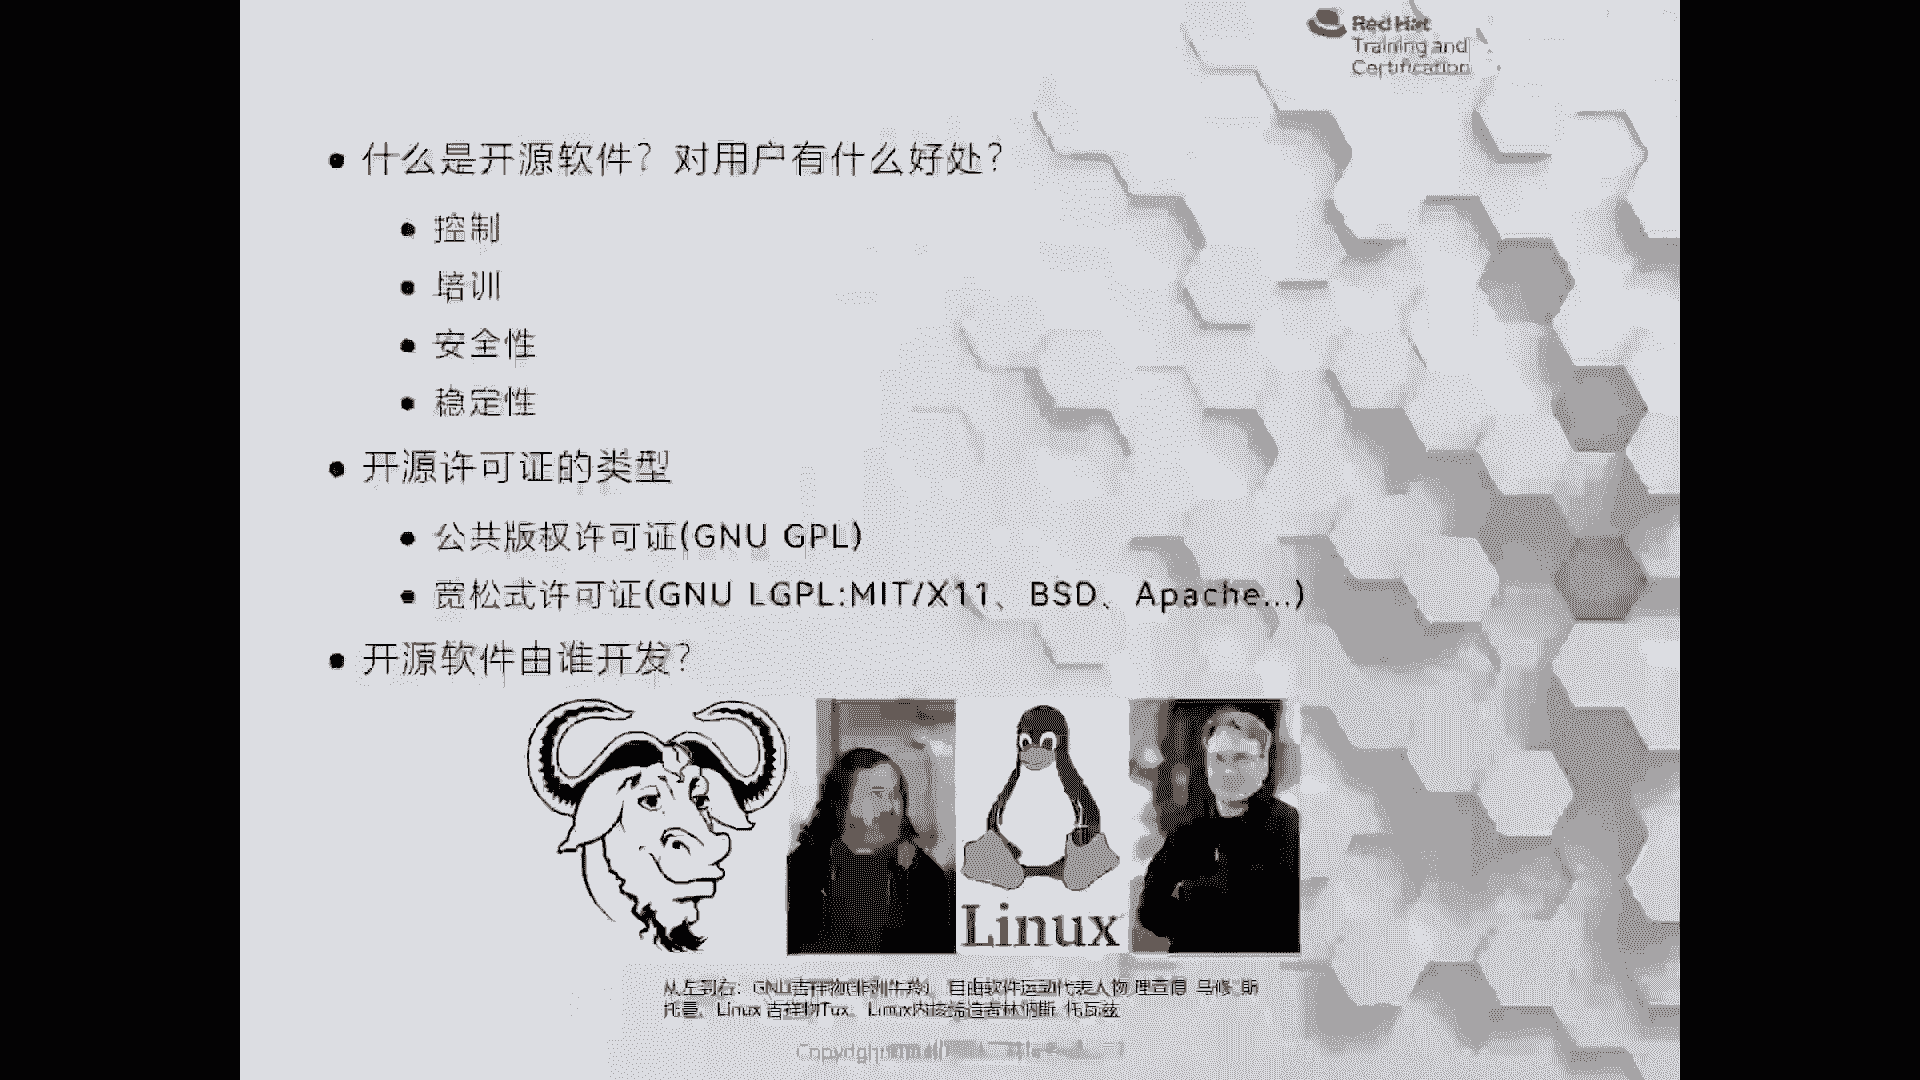 Red Hat
Training and
Certification
什么是开源软件？对用户有什么好处？
控制
培训
安全性
稳定性
开源许可证的类型
公共版权许可证(GNU GPL)
宽松式许可证(GNU LGPL:MIT/X11、BSD、Apache...)
开源软件由谁开发？
Linux
从左到右：GNU吉祥物(非洲牛羚)、自由软件运动代表人物 理查德 马修 斯
托曼、Linux 吉祥物Tux、Linux内核缔造者林纳斯 托瓦兹
Copyright